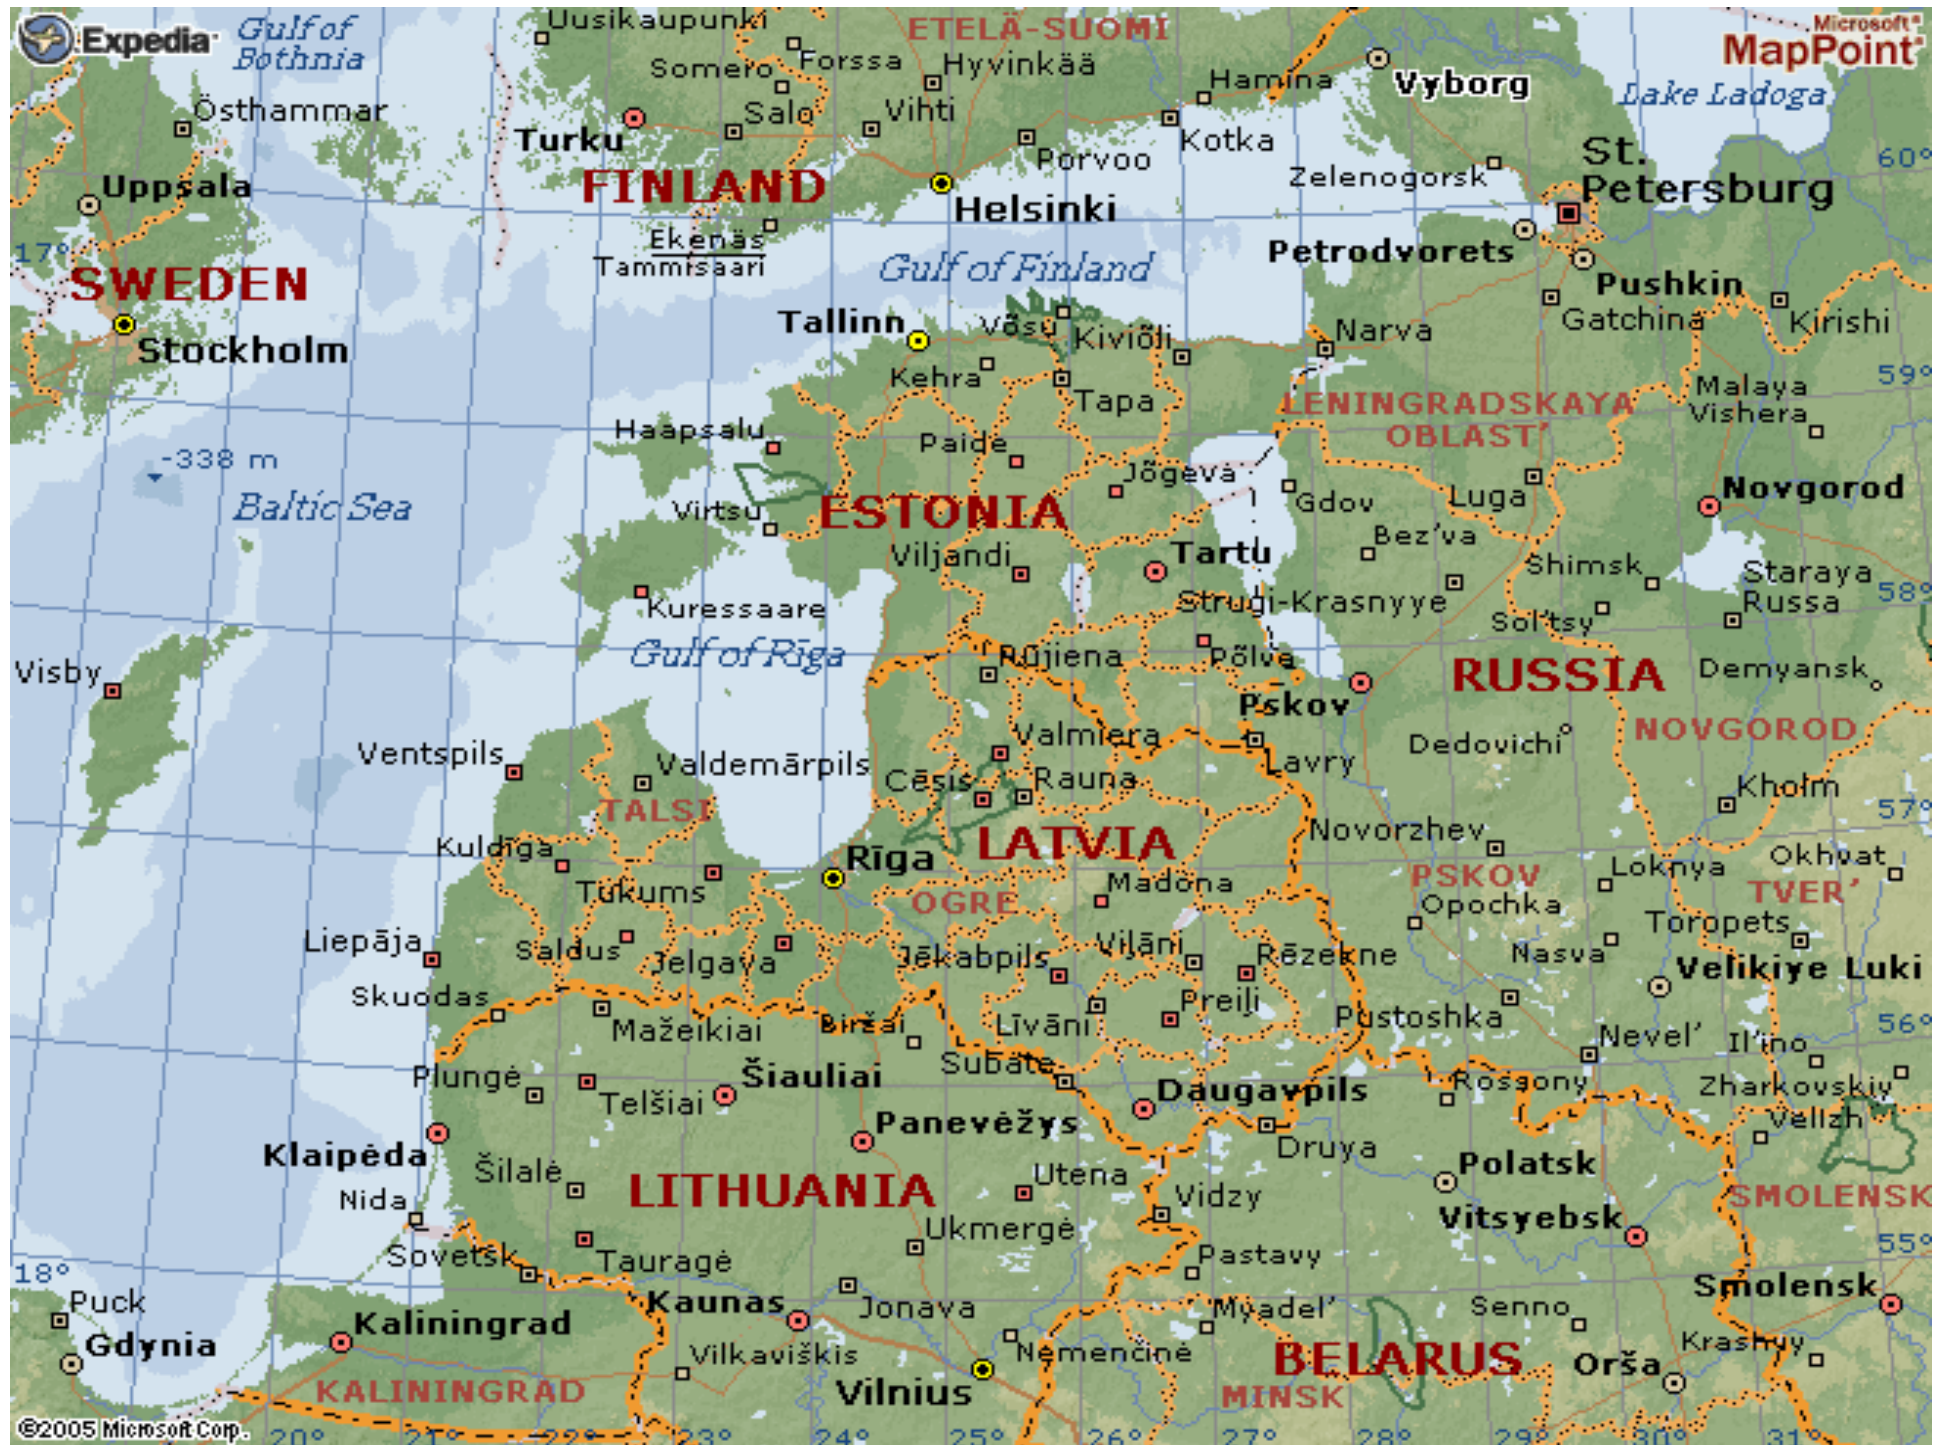 Expedia
Gulf of
Bothnia
Uusikaupunki
ETELÄ-SUOMI
Microsoft
MapPoint
Somero
Forssa
Hyvinkää
Hamina
Vyborg
Lake Ladoga
Östhammar
Turku
Salo
Vihti
Porvoo
Kotka
St.
Petersburg
60°
Uppsala
FINLAND
Helsinki
Zelenogorsk
17°
SWEDEN
Ekenäs
Tammisaari
Gulf of Finland
Petrodvorets
Pushkin
Stockholm
Tallinn
Võsu
Kiviõli
Narva
Gatchina
Kirishi
Kehra
Tapa
59°
LENINGRADSKAYA
OBLAST'
Malaya
Vishera
Haapsalu
Paide
-338 m
Baltic Sea
Jõgeva
Gdov
Luga
Novgorod
Virtsu
ESTONIA
Bez'va
Viljandi
Tartu
Shimsk
Staraya
Russa
58°
Kuressaare
Strugi-Krasnyye
Sol'tsy
Gulf of Rīga
Rūjiena
Põlva
RUSSIA
Demyansk
Visby
Pskov
NOVGOROD
Ventspils
Valdemārpils
Valmiera
Dedovichi
Lavry
Cēsis
Rauna
Kholm
TALSI
57°
Kuldīga
Rīga
LATVIA
Novorzhev
Tukums
OGRE
Madona
PSKOV
Loknya
Okhvat
TVER'
Opochka
Toropets
Liepāja
Saldus
Jelgava
Jēkabpils
Viļāni
Rēzekne
Nasva
Velikiye Luki
Skuodas
Mažeikiai
Biržai
Līvāni
Preiļi
Pustoshka
Nevel'
56°
Il'ino
Plungė
Telšiai
Šiauliai
Subate
Daugavpils
Rossony
Zharkovskiy
Velizh
Klaipėda
Panevėžys
Druya
Polatsk
Šilalė
LITHUANIA
Utena
Vidzy
SMOLENSK
Nida
Vitsyebsk
Ukmergė
Sovetsk
Tauragė
Pastavy
55°
18°
Smolensk
Puck
Kaunas
Jonava
Myadel'
Senno
Gdynia
Kaliningrad
Vilkaviškis
Nemenčinė
BELARUS
Krasnyy
Orša
KALININGRAD
Vilnius
MINSK
©2005 Microsoft Corp.
20°
21°
22°
23°
24°
25°
26°
27°
28°
29°
30°
31°